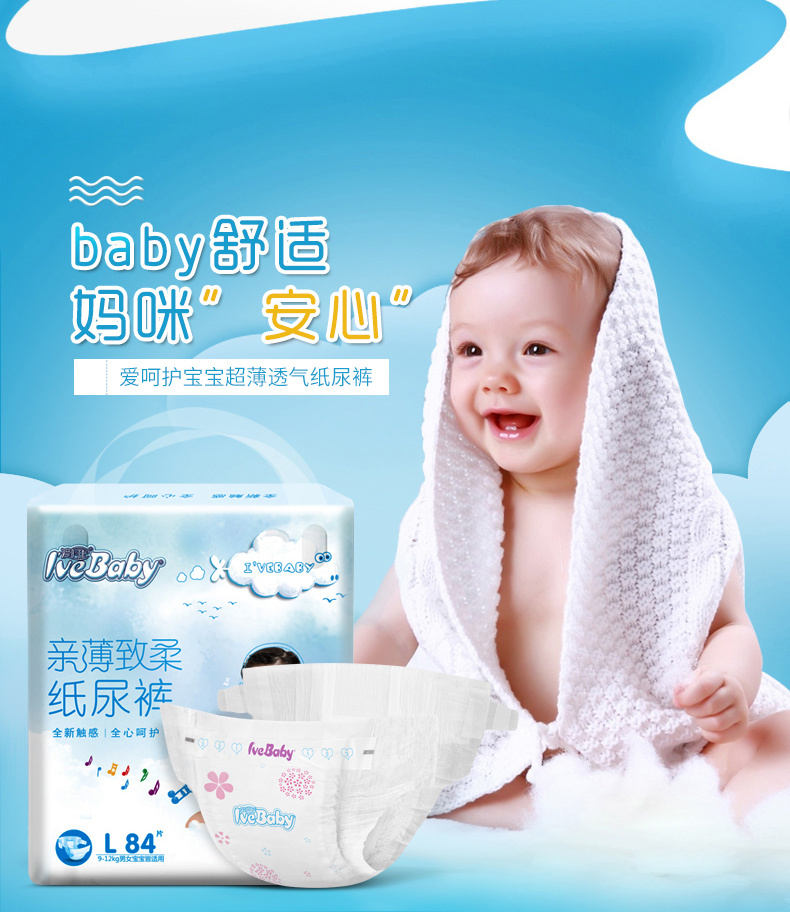 baby舒适
妈咪”安心”
爱呵护宝宝超薄透气纸尿裤
IveBaby
I'VEBABY
亲薄致柔
纸尿裤
全新触感 | 全心呵护
L 84片
9-12kg男女宝宝皆适用
IveBaby
IveBaby